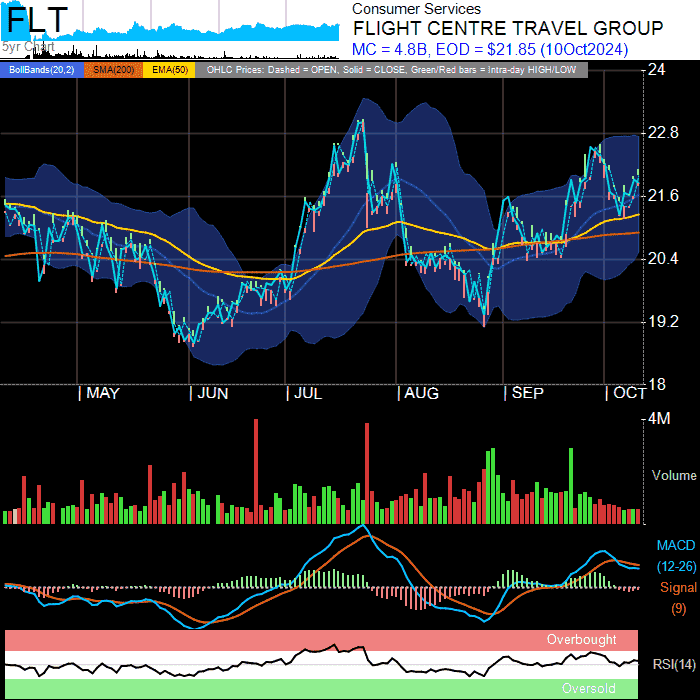 FLT
5yr Chart
Consumer Services
FLIGHT CENTRE TRAVEL GROUP
MC = 4.8B, EOD = $21.85 (10Oct2024)
BollBands(20,2) SMA(200) EMA(50) OHLC Prices: Dashed = OPEN, Solid = CLOSE, Green/Red bars = Intra-day HIGH/LOW
24
22.8
21.6
20.4
19.2
18
| MAY | JUN | JUL | AUG | SEP | OCT
4M
Volume
MACD
(12-26)
Signal
(9)
Overbought
RSI(14)
Oversold